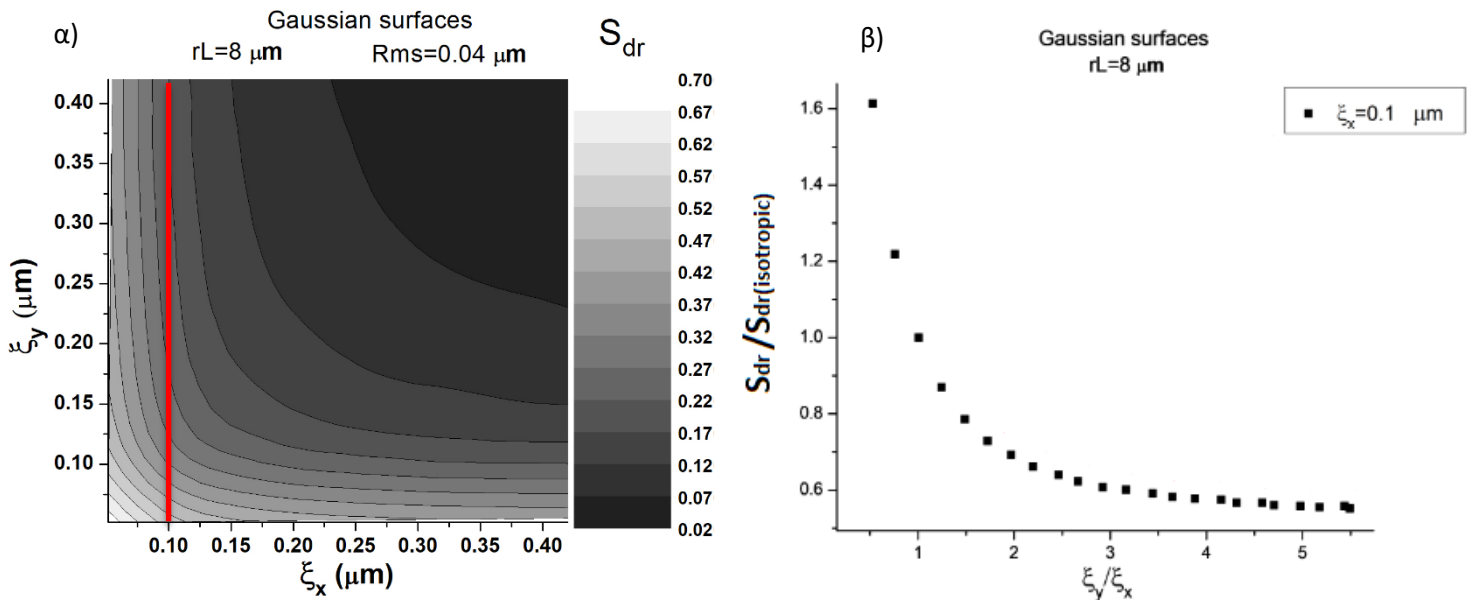 α)
Gaussian surfaces
rL=8 μm Rms=0.04 μm
S_dr
0.70
0.67
0.62
0.57
0.52
0.47
0.42
0.37
0.32
0.27
0.22
0.17
0.12
0.07
0.02
0.40
0.35
0.30
0.25
0.20
0.15
0.10
ξ_y (μm)
0.10 0.15 0.20 0.25 0.30 0.35 0.40
ξ_x (μm)
β)
Gaussian surfaces
rL=8 μm
ξ_x=0.1 μm
1.6
1.4
1.2
1.0
0.8
0.6
S_dr/S_dr(isotropic)
1 2 3 4 5
ξ_y/ξ_x